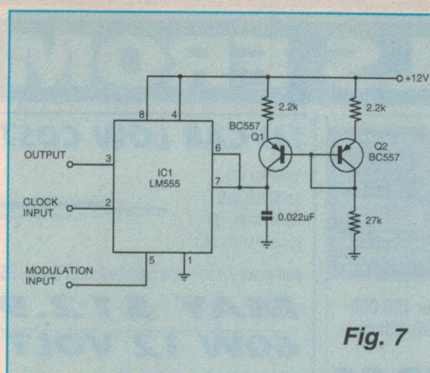 +12V
8
4
2.2k
2.2k
BC557
Q1
Q2
BC557
OUTPUT
3
IC1
LM555
6
7
CLOCK
INPUT
2
0.022uF
27k
MODULATION
INPUT
5
1
Fig. 7